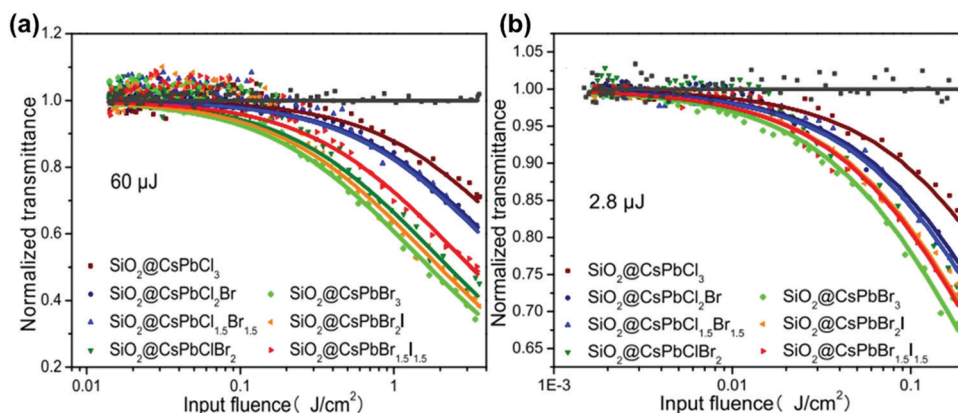 (a)
Normalized transmittance
1.2
1.0
0.8
0.6
0.4
0.2
60 μJ
SiO2@CsPbCl3
SiO2@CsPbCl2Br
SiO2@CsPbCl1.5Br1.5
SiO2@CsPbClBr2
SiO2@CsPbBr3
SiO2@CsPbBr2I
SiO2@CsPbBr1.5I1.5
0.01 0.1 1
Input fluence( J/cm2)
(b)
Normalized transmittance
1.05
1.00
0.95
0.90
0.85
0.80
0.75
0.70
0.65
2.8 μJ
SiO2@CsPbCl3
SiO2@CsPbCl2Br
SiO2@CsPbCl1.5Br1.5
SiO2@CsPbClBr2
SiO2@CsPbBr3
SiO2@CsPbBr2I
SiO2@CsPbBr1.5I1.5
1E-3 0.01 0.1
Input fluence( J/cm2)